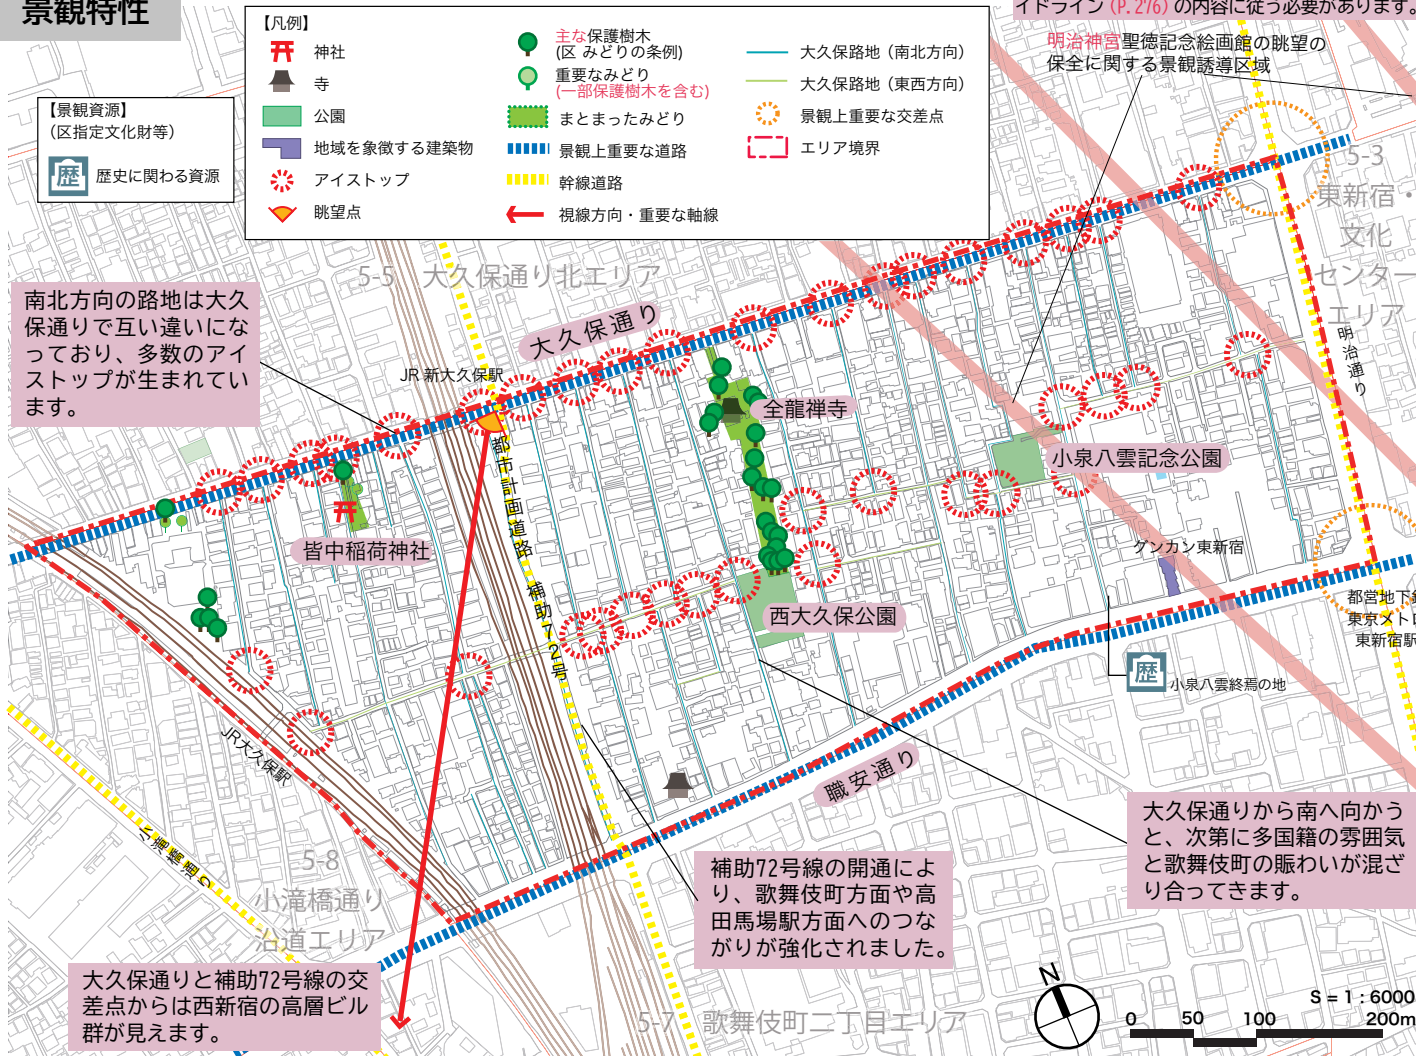 景観特性
イドライン (P.276) の内容に従う必要があります。
明治神宮聖徳記念絵画館の眺望の
保全に関する景観誘導区域
【景観資源】
(区指定文化財等)
歴 歴史に関わる資源
【凡例】
神社
寺
公園
地域を象徴する建築物
アイストップ
眺望点
主な保護樹木
(区 みどりの条例)
重要なみどり
(一部保護樹木を含む)
まとまったみどり
景観上重要な道路
幹線道路
視線方向・重要な軸線
大久保路地（南北方向）
大久保路地（東西方向）
景観上重要な交差点
エリア境界
5-3
東新宿・
文化
センター
エリア
明治通り
5-5 大久保通り北エリア
南北方向の路地は大久
保通りで互い違いにな
っており、多数のアイ
ストップが生まれてい
ます。
大久保通り
JR 新大久保駅
全龍禅寺
小泉八雲記念公園
都市計画道路 補助72号
皆中稲荷神社
グンカン東新宿
西大久保公園
都営地下鉄
東京メトロ
東新宿駅
歴 小泉八雲終焉の地
JR大久保駅
職安通り
小滝橋通り
5-8
小滝橋通り
沿道エリア
大久保通りから南へ向かう
と、次第に多国籍の雰囲気
と歌舞伎町の賑わいが混ざ
り合ってきます。
補助72号線の開通によ
り、歌舞伎町方面や高
田馬場駅方面へのつな
がりが強化されました。
大久保通りと補助72号線の交
差点からは西新宿の高層ビル
群が見えます。
5-7 歌舞伎町二丁目エリア
N
S = 1 : 6000
0 50 100 200m